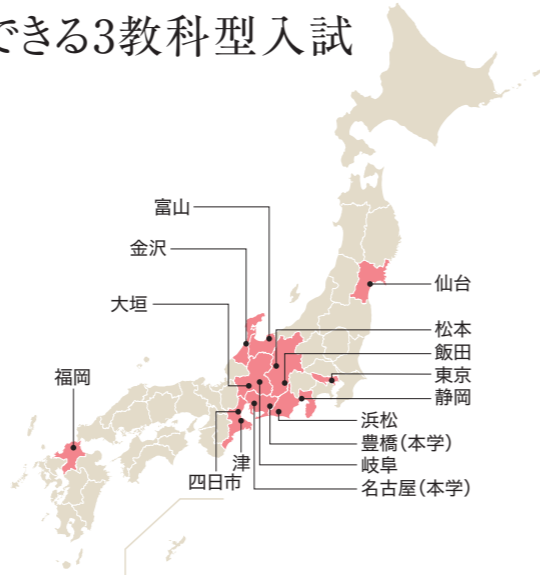 できる3教科型入試
富山
金沢
大垣
福岡
仙台
松本
飯田
東京
静岡
浜松
豊橋(本学)
岐阜
名古屋(本学)
津
四日市